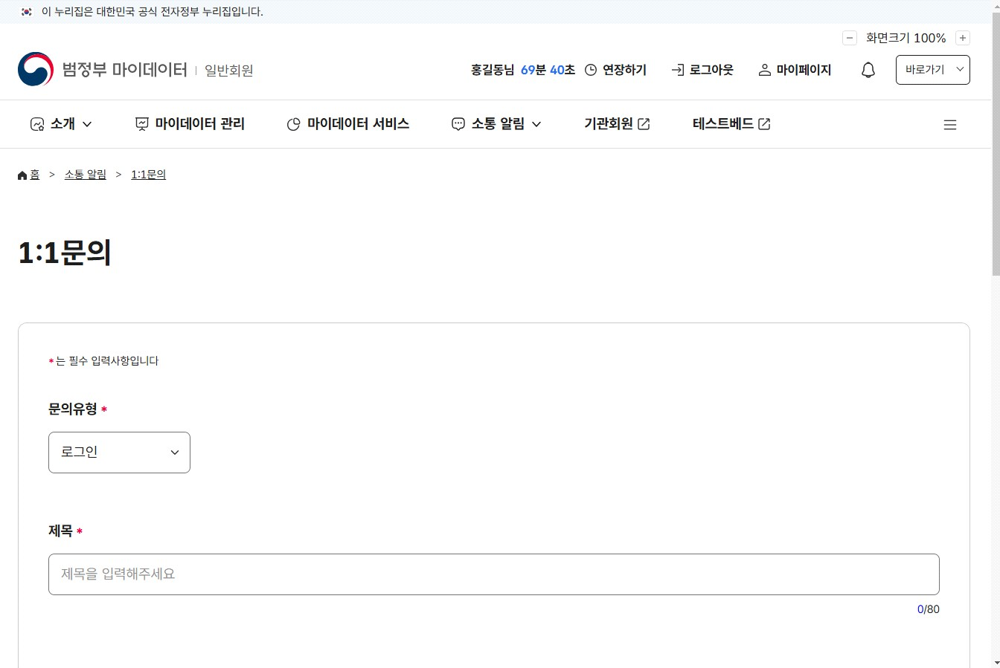 이 누리집은 대한민국 공식 전자정부 누리집입니다.
화면크기 100%
범정부 마이데이터 일반회원
홍길동님 69분 40초 연장하기 로그아웃 마이페이지 바로가기
소개 마이데이터 관리 마이데이터 서비스 소통 알림 기관회원 테스트베드
홈 > 소통 알림 > 1:1문의
1:1문의
*는 필수 입력사항입니다
문의유형 *
로그인
제목 *
제목을 입력해주세요
0/80